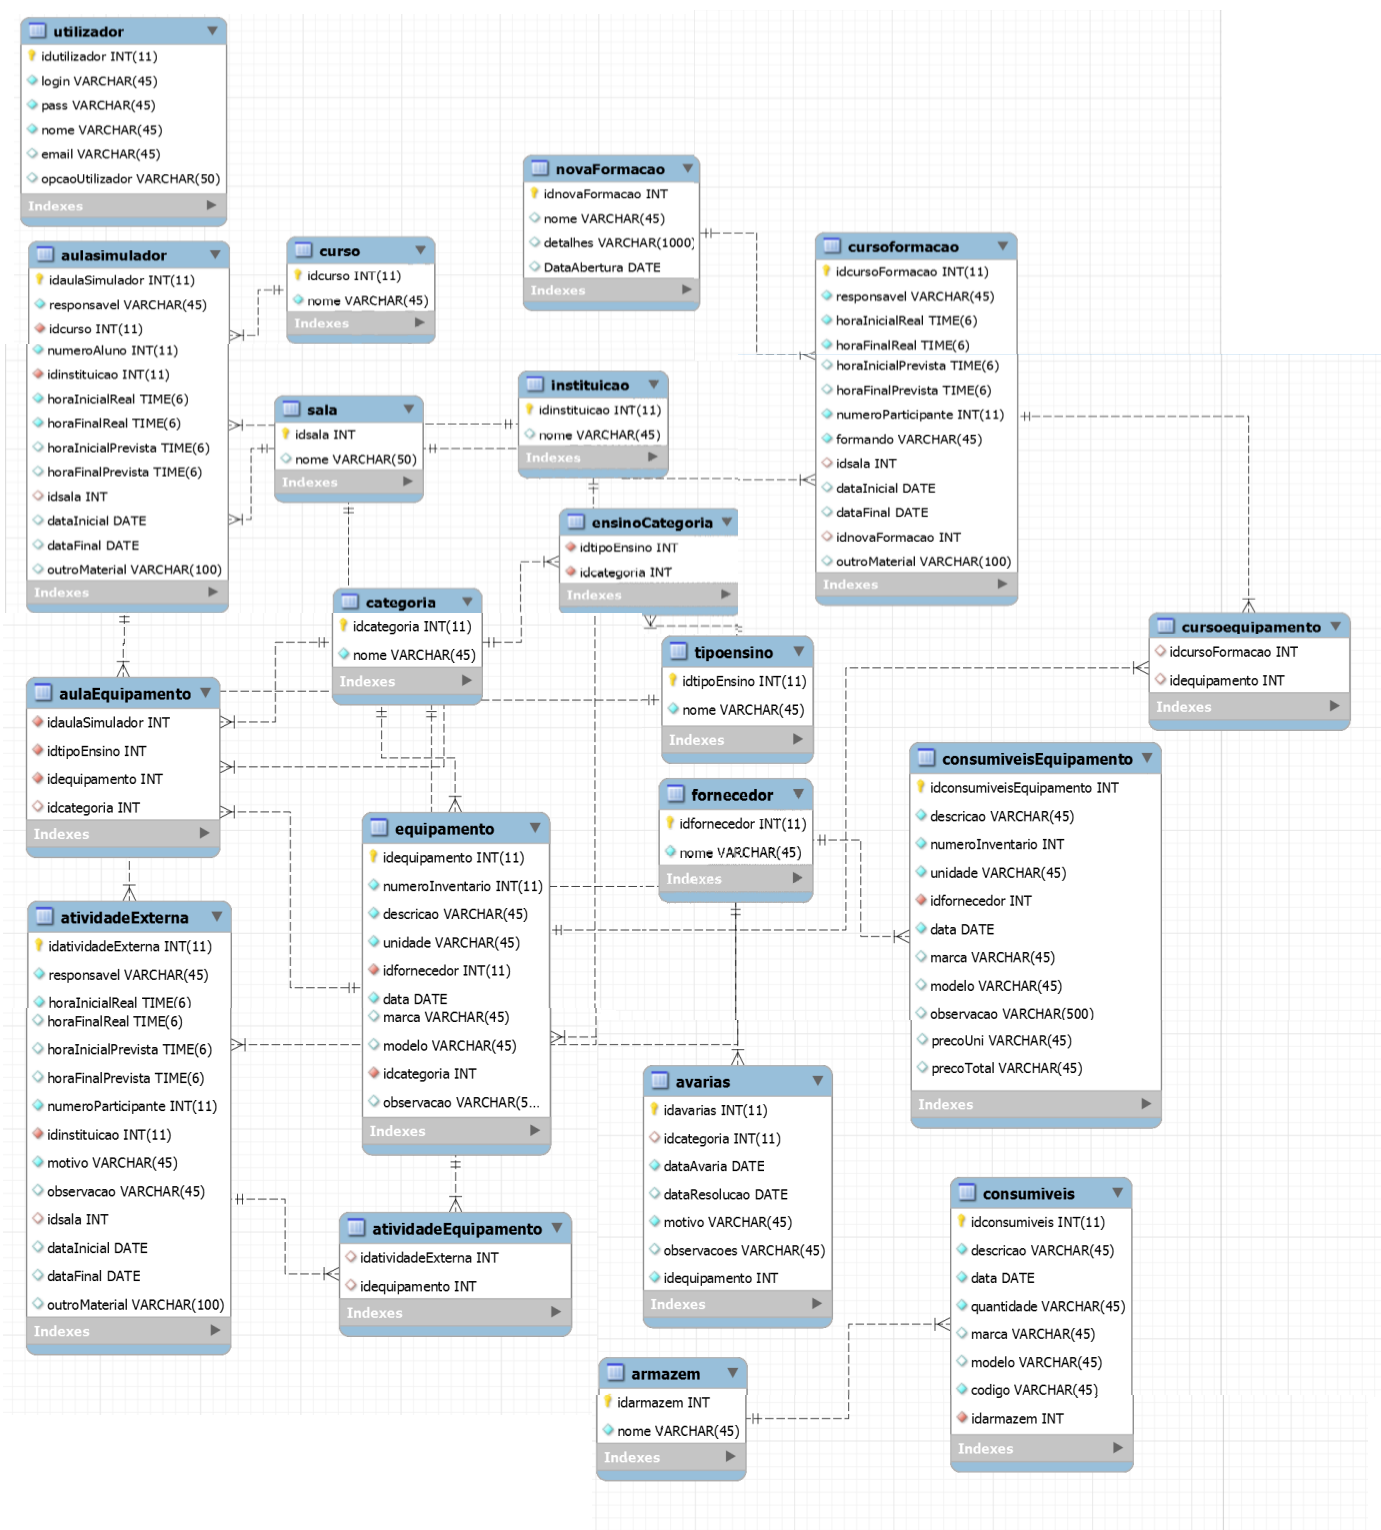 utilizador
idutilizador INT(11)
login VARCHAR(45)
pass VARCHAR(45)
nome VARCHAR(45)
email VARCHAR(45)
opcaoUtilizador VARCHAR(50)
Indexes
aulasimulador
idaulaSimulador INT(11)
responsavel VARCHAR(45)
idcurso INT(11)
numeroAluno INT(11)
idinstituicao INT(11)
horaInicialReal TIME(6)
horaFinalReal TIME(6)
horaInicialPrevista TIME(6)
horaFinalPrevista TIME(6)
idsala INT
dataInicial DATE
dataFinal DATE
outroMaterial VARCHAR(100)
Indexes
curso
idcurso INT(11)
nome VARCHAR(45)
Indexes
novaFormacao
idnovaFormacao INT
nome VARCHAR(45)
detalhes VARCHAR(1000)
DataAbertura DATE
Indexes
cursoformacao
idcursoFormacao INT(11)
responsavel VARCHAR(45)
horaInicialReal TIME(6)
horaFinalReal TIME(6)
horaInicialPrevista TIME(6)
horaFinalPrevista TIME(6)
numeroParticipante INT(11)
formando VARCHAR(45)
idsala INT
dataInicial DATE
dataFinal DATE
idnovaFormacao INT
outroMaterial VARCHAR(100)
Indexes
sala
idsala INT
nome VARCHAR(50)
Indexes
instituicao
idinstituicao INT(11)
nome VARCHAR(45)
Indexes
ensinoCategoria
idtipoEnsino INT
idcategoria INT
Indexes
categoria
idcategoria INT(11)
nome VARCHAR(45)
Indexes
tipoensino
idtipoEnsino INT(11)
nome VARCHAR(45)
Indexes
cursoequipamento
idcursoFormacao INT
idequipamento INT
Indexes
aulaEquipamento
idaulaSimulador INT
idtipoEnsino INT
idequipamento INT
idcategoria INT
Indexes
fornecedor
idfornecedor INT(11)
nome VARCHAR(45)
Indexes
consumiveisEquipamento
idconsumiveisEquipamento INT
descricao VARCHAR(45)
numeroInventario INT
unidade VARCHAR(45)
idfornecedor INT
data DATE
marca VARCHAR(45)
modelo VARCHAR(45)
observacao VARCHAR(500)
precoUni VARCHAR(45)
precoTotal VARCHAR(45)
Indexes
equipamento
idequipamento INT(11)
numeroInventario INT(11)
descricao VARCHAR(45)
unidade VARCHAR(45)
idfornecedor INT(11)
data DATE
marca VARCHAR(45)
modelo VARCHAR(45)
idcategoria INT
observacao VARCHAR(5...
Indexes
atividadeExterna
idatividadeExterna INT(11)
responsavel VARCHAR(45)
horaInicialReal TIME(6)
horaFinalReal TIME(6)
horaInicialPrevista TIME(6)
horaFinalPrevista TIME(6)
numeroParticipante INT(11)
idinstituicao INT(11)
motivo VARCHAR(45)
observacao VARCHAR(45)
idsala INT
dataInicial DATE
dataFinal DATE
outroMaterial VARCHAR(100)
Indexes
atividadeEquipamento
idatividadeExterna INT
idequipamento INT
Indexes
avarias
idavarias INT(11)
idcategoria INT(11)
dataAvaria DATE
dataResolucao DATE
motivo VARCHAR(45)
observacoes VARCHAR(45)
idequipamento INT
Indexes
consumiveis
idconsumiveis INT(11)
descricao VARCHAR(45)
data DATE
quantidade VARCHAR(45)
marca VARCHAR(45)
modelo VARCHAR(45)
codigo VARCHAR(45)
idarmazem INT
Indexes
armazem
idarmazem INT
nome VARCHAR(45)
Indexes